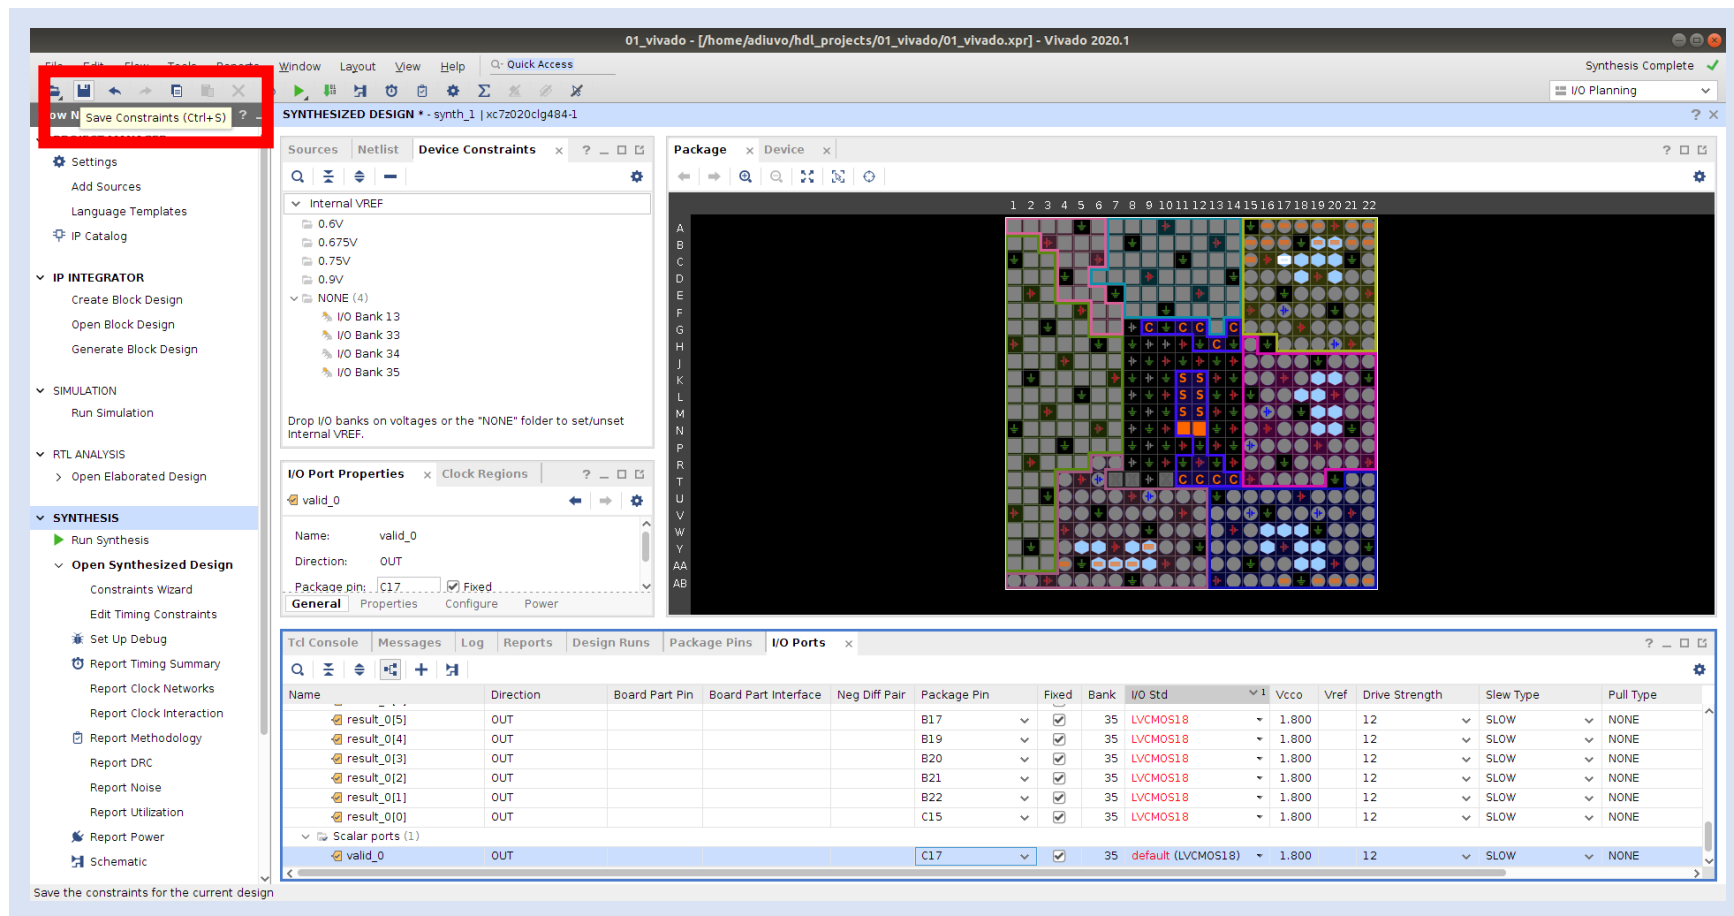 01_vivado - [/home/adiuvo/hdl_projects/01_vivado/01_vivado.xpr] - Vivado 2020.1
File Edit Flow Tools Reports Window Layout View Help Quick Access Synthesis Complete
I/O Planning
Save Constraints (Ctrl+S)
SYNTHESIZED DESIGN * - synth_1 | xc7z020clg484-1
Settings
Add Sources
Language Templates
IP Catalog
IP INTEGRATOR
Create Block Design
Open Block Design
Generate Block Design
SIMULATION
Run Simulation
RTL ANALYSIS
Open Elaborated Design
SYNTHESIS
Run Synthesis
Open Synthesized Design
Constraints Wizard
Edit Timing Constraints
Set Up Debug
Report Timing Summary
Report Clock Networks
Report Clock Interaction
Report Methodology
Report DRC
Report Noise
Report Utilization
Report Power
Schematic
Sources Netlist Device Constraints
Internal VREF
0.6V
0.675V
0.75V
0.9V
NONE (4)
I/O Bank 13
I/O Bank 33
I/O Bank 34
I/O Bank 35
Drop I/O banks on voltages or the "NONE" folder to set/unset
Internal VREF.
I/O Port Properties Clock Regions
valid_0
Name: valid_0
Direction: OUT
Package pin: C17 Fixed
General Properties Configure Power
Package Device
1 2 3 4 5 6 7 8 9 10 11 12 13 14 15 16 17 18 19 20 21 22
A
B
C
D
E
F
G C C C C
H C
J
K S S
L S S
M S S
N
P
R
T C C C C
U
V
W
Y
AA
AB
Tcl Console Messages Log Reports Design Runs Package Pins I/O Ports
Name Direction Board Part Pin Board Part Interface Neg Diff Pair Package Pin Fixed Bank I/O Std 1 Vcco Vref Drive Strength Slew Type Pull Type
result_0[5] OUT B17 35 LVCMOS18 1.800 12 SLOW NONE
result_0[4] OUT B19 35 LVCMOS18 1.800 12 SLOW NONE
result_0[3] OUT B20 35 LVCMOS18 1.800 12 SLOW NONE
result_0[2] OUT B21 35 LVCMOS18 1.800 12 SLOW NONE
result_0[1] OUT B22 35 LVCMOS18 1.800 12 SLOW NONE
result_0[0] OUT C15 35 LVCMOS18 1.800 12 SLOW NONE
Scalar ports (1)
valid_0 OUT C17 35 default (LVCMOS18) 1.800 12 SLOW NONE
Save the constraints for the current design